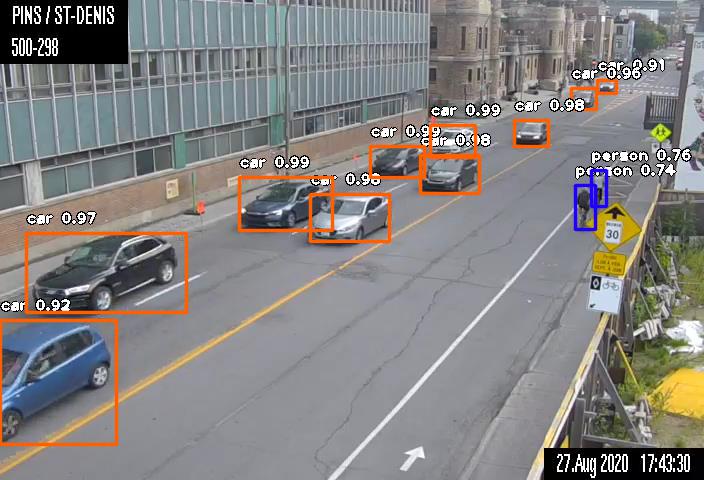 PINS / ST-DENIS
500-298
car 0.91
car 0.96
car 0.99
car 0.98
car 0.99
car 0.98
person 0.76
car 0.99
person 0.74
car 0.98
car 0.97
30
car 0.92
27.Aug 2020 17:43:30